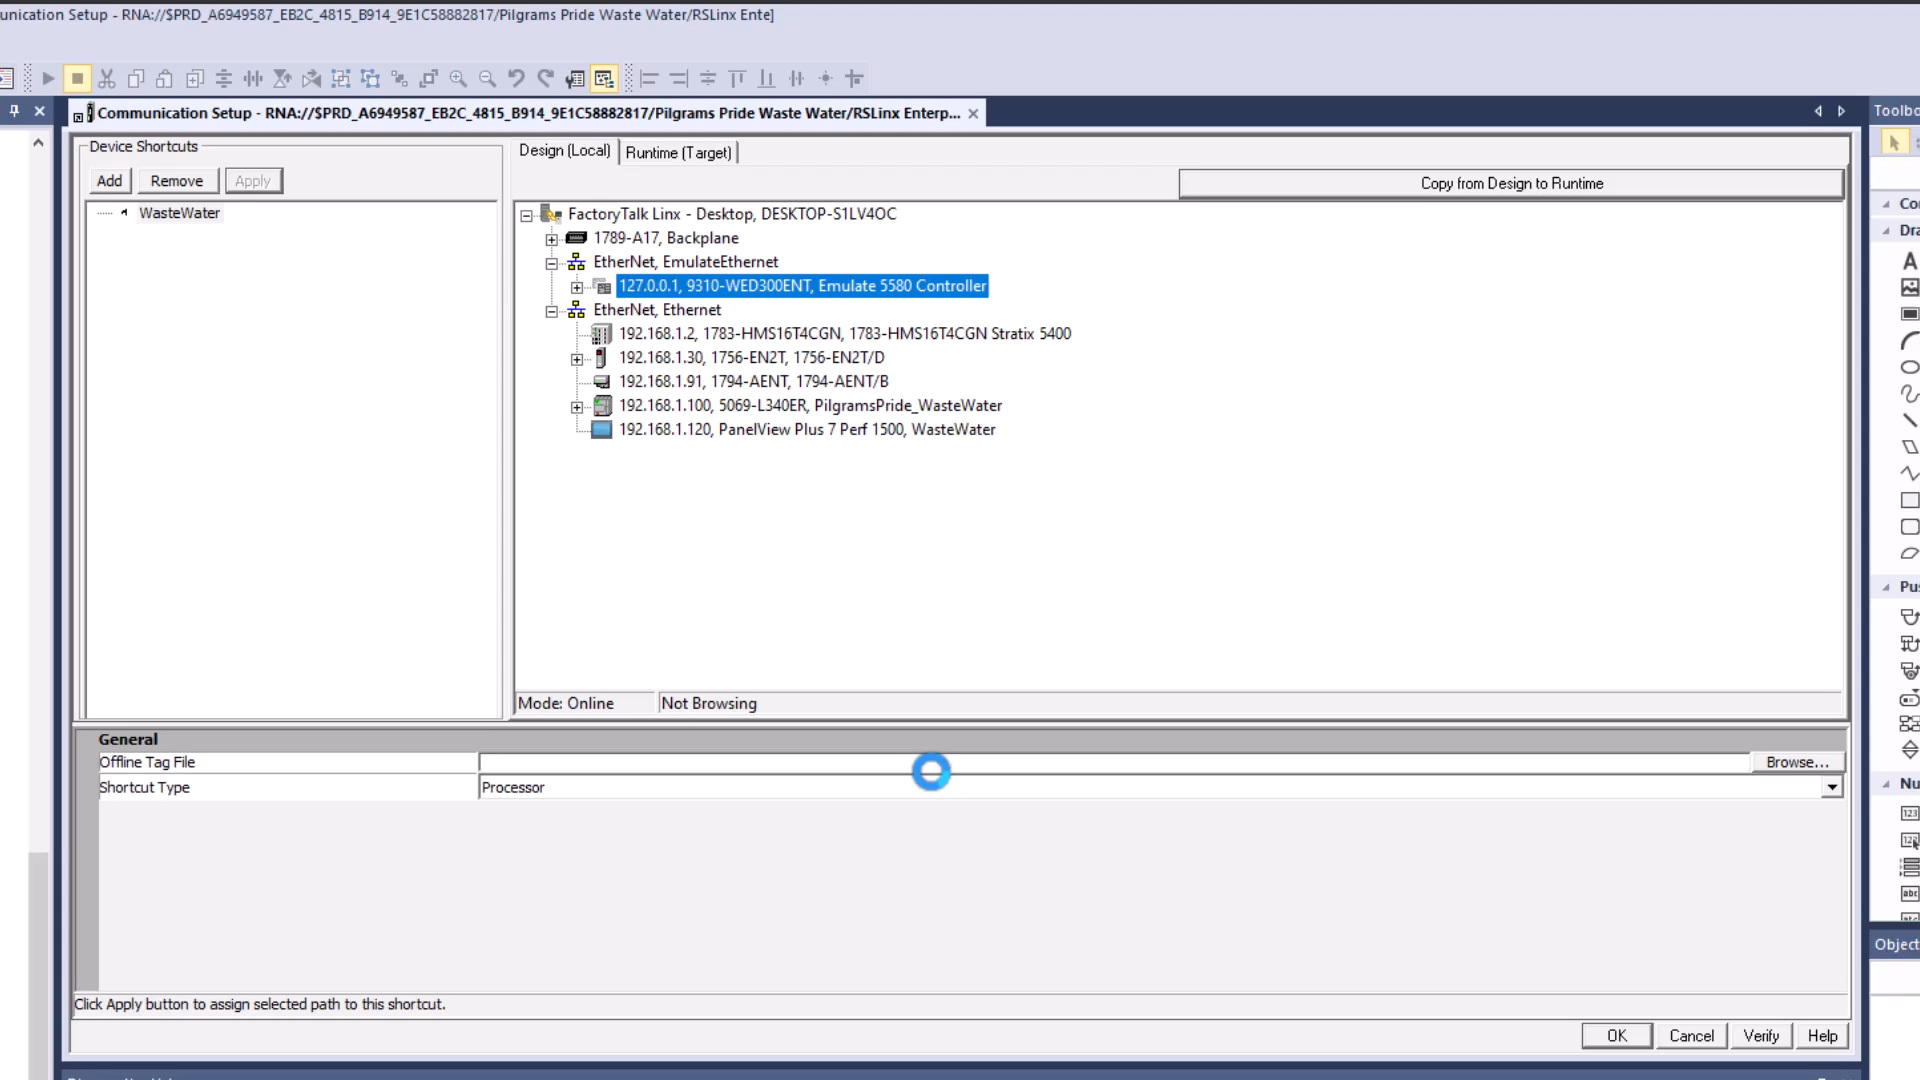 unication Setup - RNA://$PRD_A6949587_EB2C_4815_B914_9E1C58882817/Pilgrams Pride Waste Water/RSLinx Ente]
Communication Setup - RNA://$PRD_A6949587_EB2C_4815_B914_9E1C58882817/Pilgrams Pride Waste Water/RSLinx Enterp...
Toolbo
Device Shortcuts
Add
Remove
Apply
WasteWater
Design (Local)
Runtime (Target)
Copy from Design to Runtime
FactoryTalk Linx - Desktop, DESKTOP-S1LV4OC
1789-A17, Backplane
EtherNet, EmulateEthernet
127.0.0.1, 9310-WED300ENT, Emulate 5580 Controller
EtherNet, Ethernet
192.168.1.2, 1783-HMS16T4CGN, 1783-HMS16T4CGN Stratix 5400
192.168.1.30, 1756-EN2T, 1756-EN2T/D
192.168.1.91, 1794-AENT, 1794-AENT/B
192.168.1.100, 5069-L340ER, PilgramsPride_WasteWater
192.168.1.120, PanelView Plus 7 Perf 1500, WasteWater
Mode: Online
Not Browsing
General
Offline Tag File
Browse...
Shortcut Type
Processor
Click Apply button to assign selected path to this shortcut.
OK
Cancel
Verify
Help
Co
Dra
A
Pus
Nu
123
abc
Object